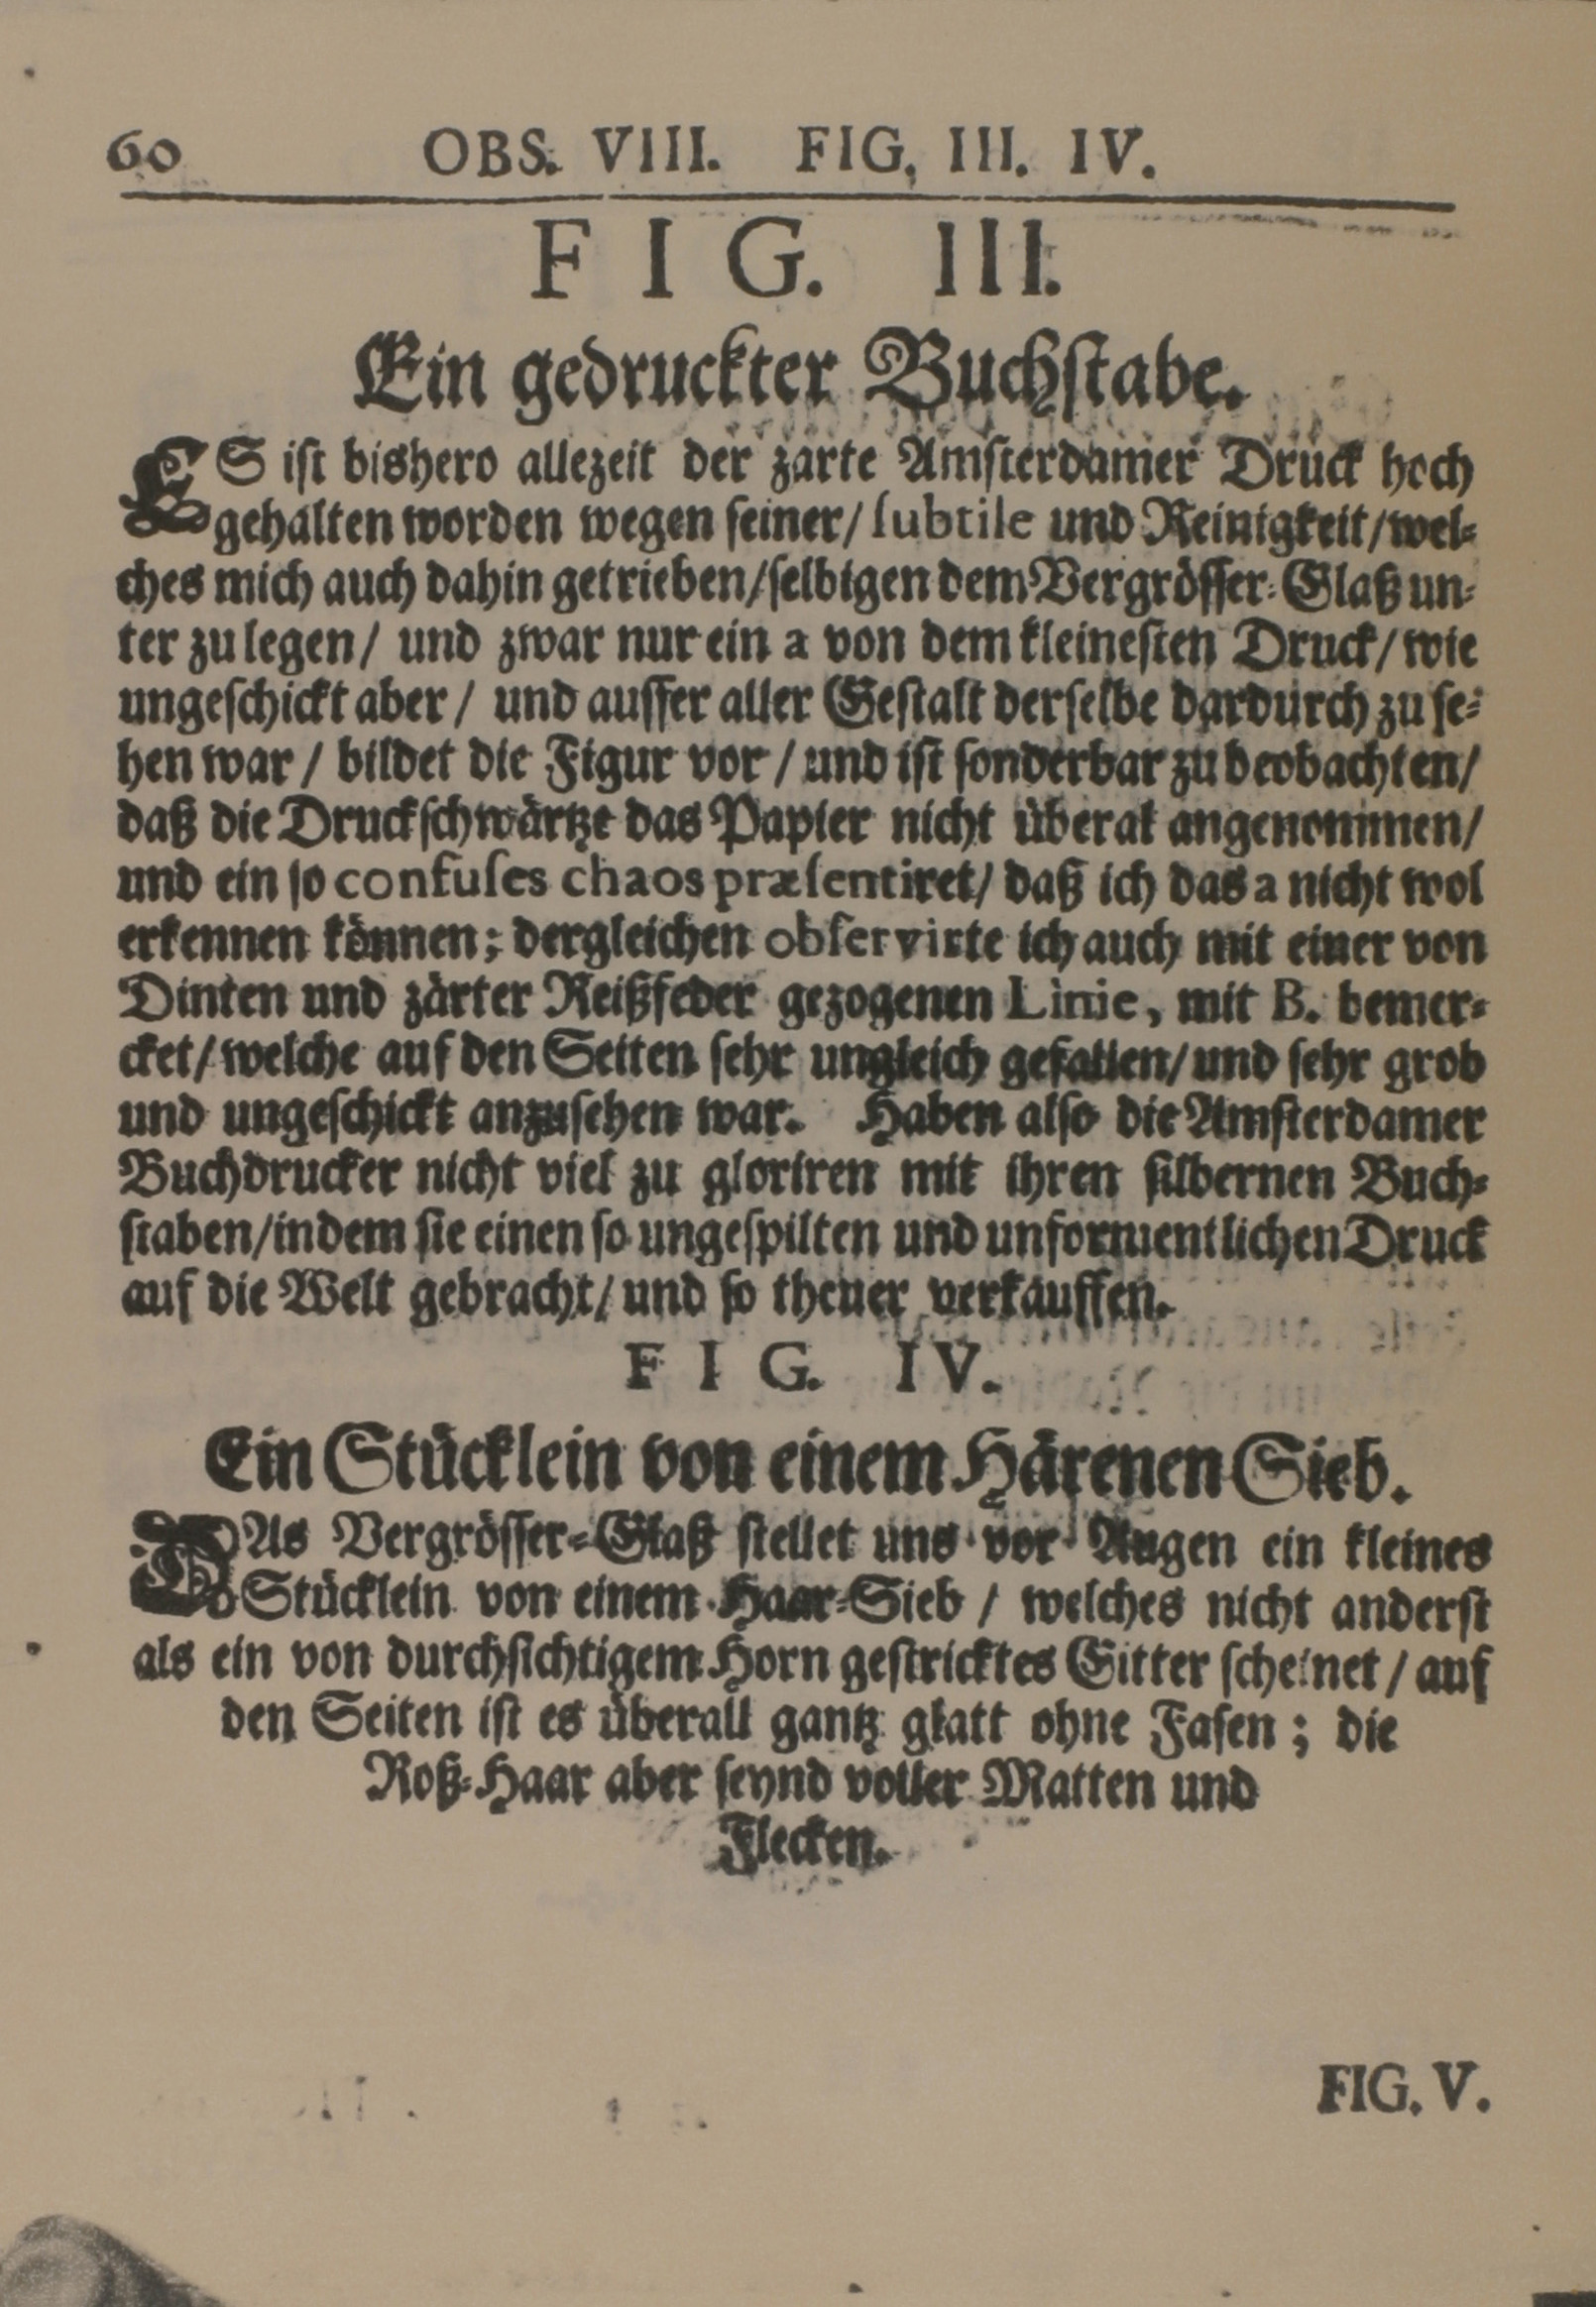 60 OBS. VIII. FIG. III. IV.
FIG. III.
Ein gedruckter Buchſtabe.
ES iſt bishero allezeit der zarte Amſterdamer Druck hoch
gehalten worden wegen ſeiner/ ſubtile und Reinigkeit/ wel-
ches mich auch dahin getrieben/ ſelbigen dem Vergröſſer-Glaß un-
ter zu legen/ und zwar nur ein a von dem kleineſten Druck/ wie
ungeſchickt aber/ und auſſer aller Geſtalt derſelbe dardurch zu ſe-
hen war/ bildet die Figur vor/ und iſt ſonderbar zu beobachten/
daß die Druckſchwärtze das Papier nicht überal angenommen/
und ein ſo confuſes chaos præſentiret/ daß ich das a nicht wol
erkennen können; dergleichen obſervirte ich auch mit einer von
Dinten und zärter Reißfeder gezogenen Linie, mit B. bemer-
cket/ welche auf den Seiten ſehr ungleich gefallen/ und ſehr grob
und ungeſchickt anzuſehen war. Haben alſo die Amſterdamer
Buchdrucker nicht viel zu gloriren mit ihren ſilbernen Buch-
ſtaben/ indem ſie einen ſo ungeſpilten und unformentlichen Druck
auf die Welt gebracht/ und ſo theuer verkauffen.
FIG. IV.
Ein Stücklein von einem Härenen Sieb.
DAs Vergröſſer-Glaß ſtellet uns vor Augen ein kleines
Stücklein von einem Haar-Sieb / welches nicht anderſt
als ein von durchſichtigem Horn geſtricktes Gitter ſcheinet / auf
den Seiten iſt es überall gantz glatt ohne Faſen; die
Roß-Haar aber ſeynd voller Matten und
Flecken.
FIG. V.